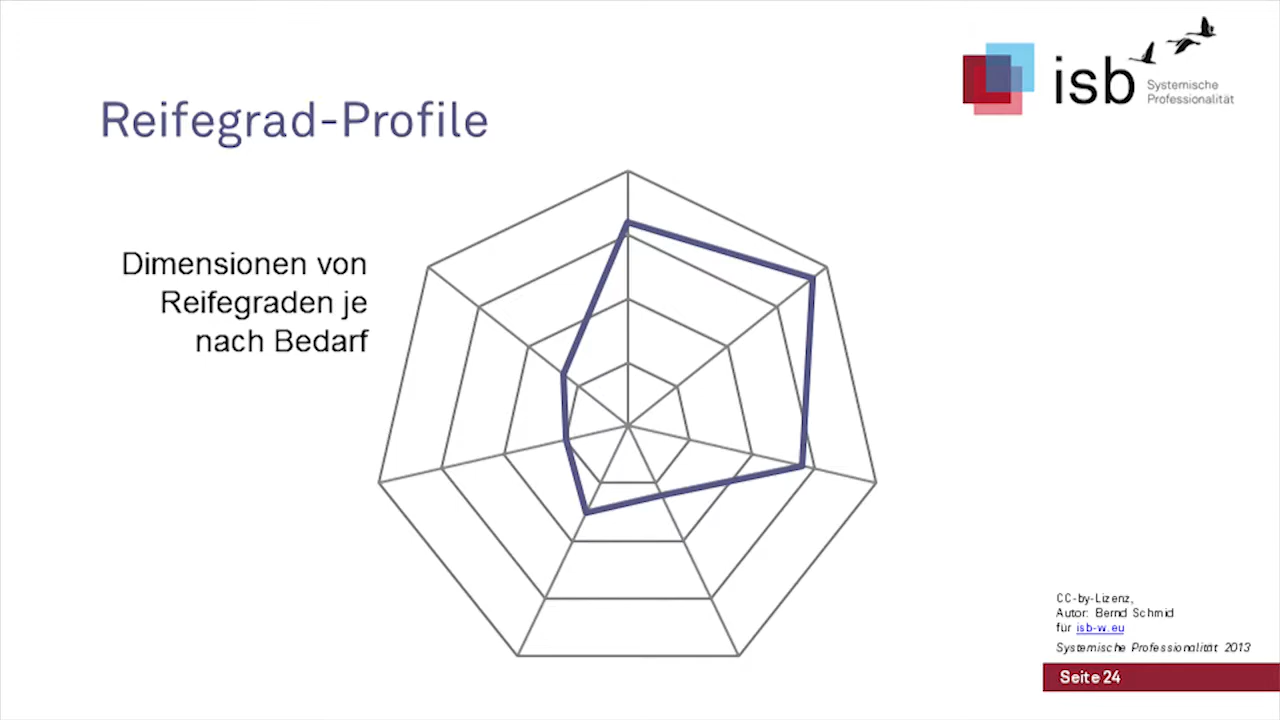 isb
Systemische
Professionalität
Reifegrad-Profile
Dimensionen von
Reifegraden je
nach Bedarf
CC-by-Lizenz,
Autor: Bernd Schmid
für isb-w.eu
Systemische Professionalität 2013
Seite 24